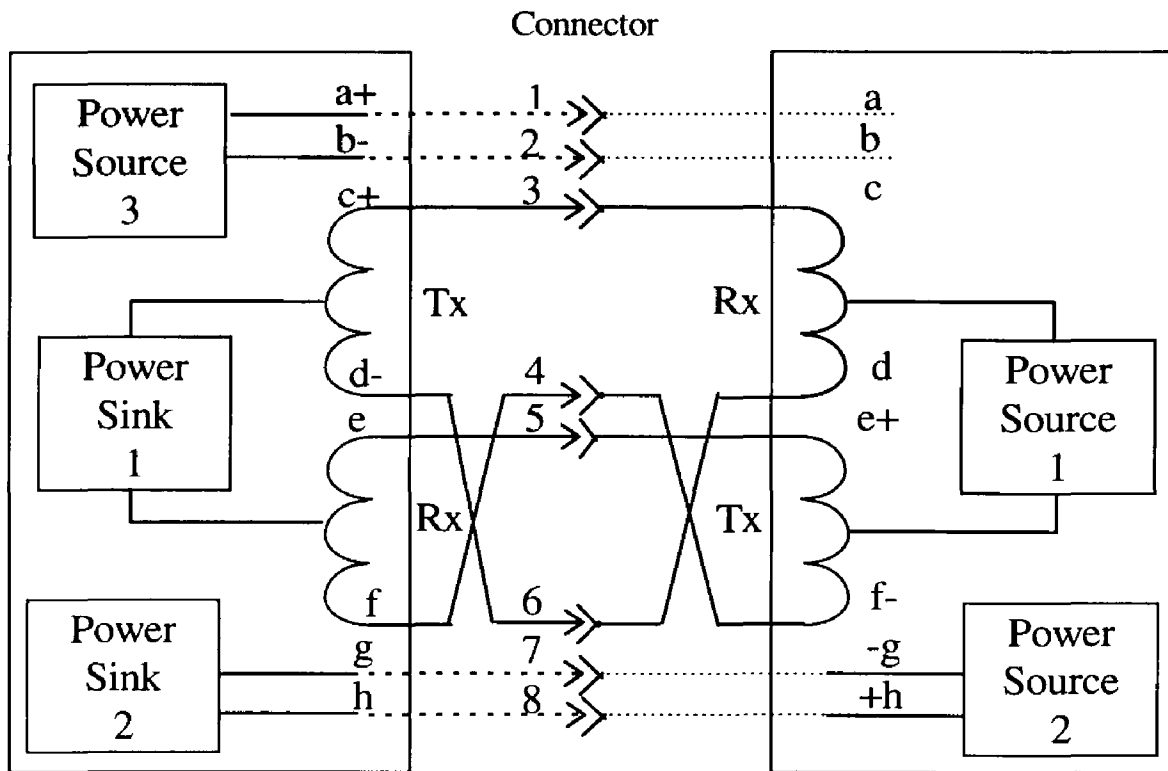 Connector
Power
Source
3
a+
1
a
b-
2
b
c+
3
c
Tx
Rx
Power
Sink
1
d-
4
d
e
5
e+
Power
Source
1
Rx
Tx
f
6
f-
Power
Sink
2
g
7
-g
h
8
+h
Power
Source
2